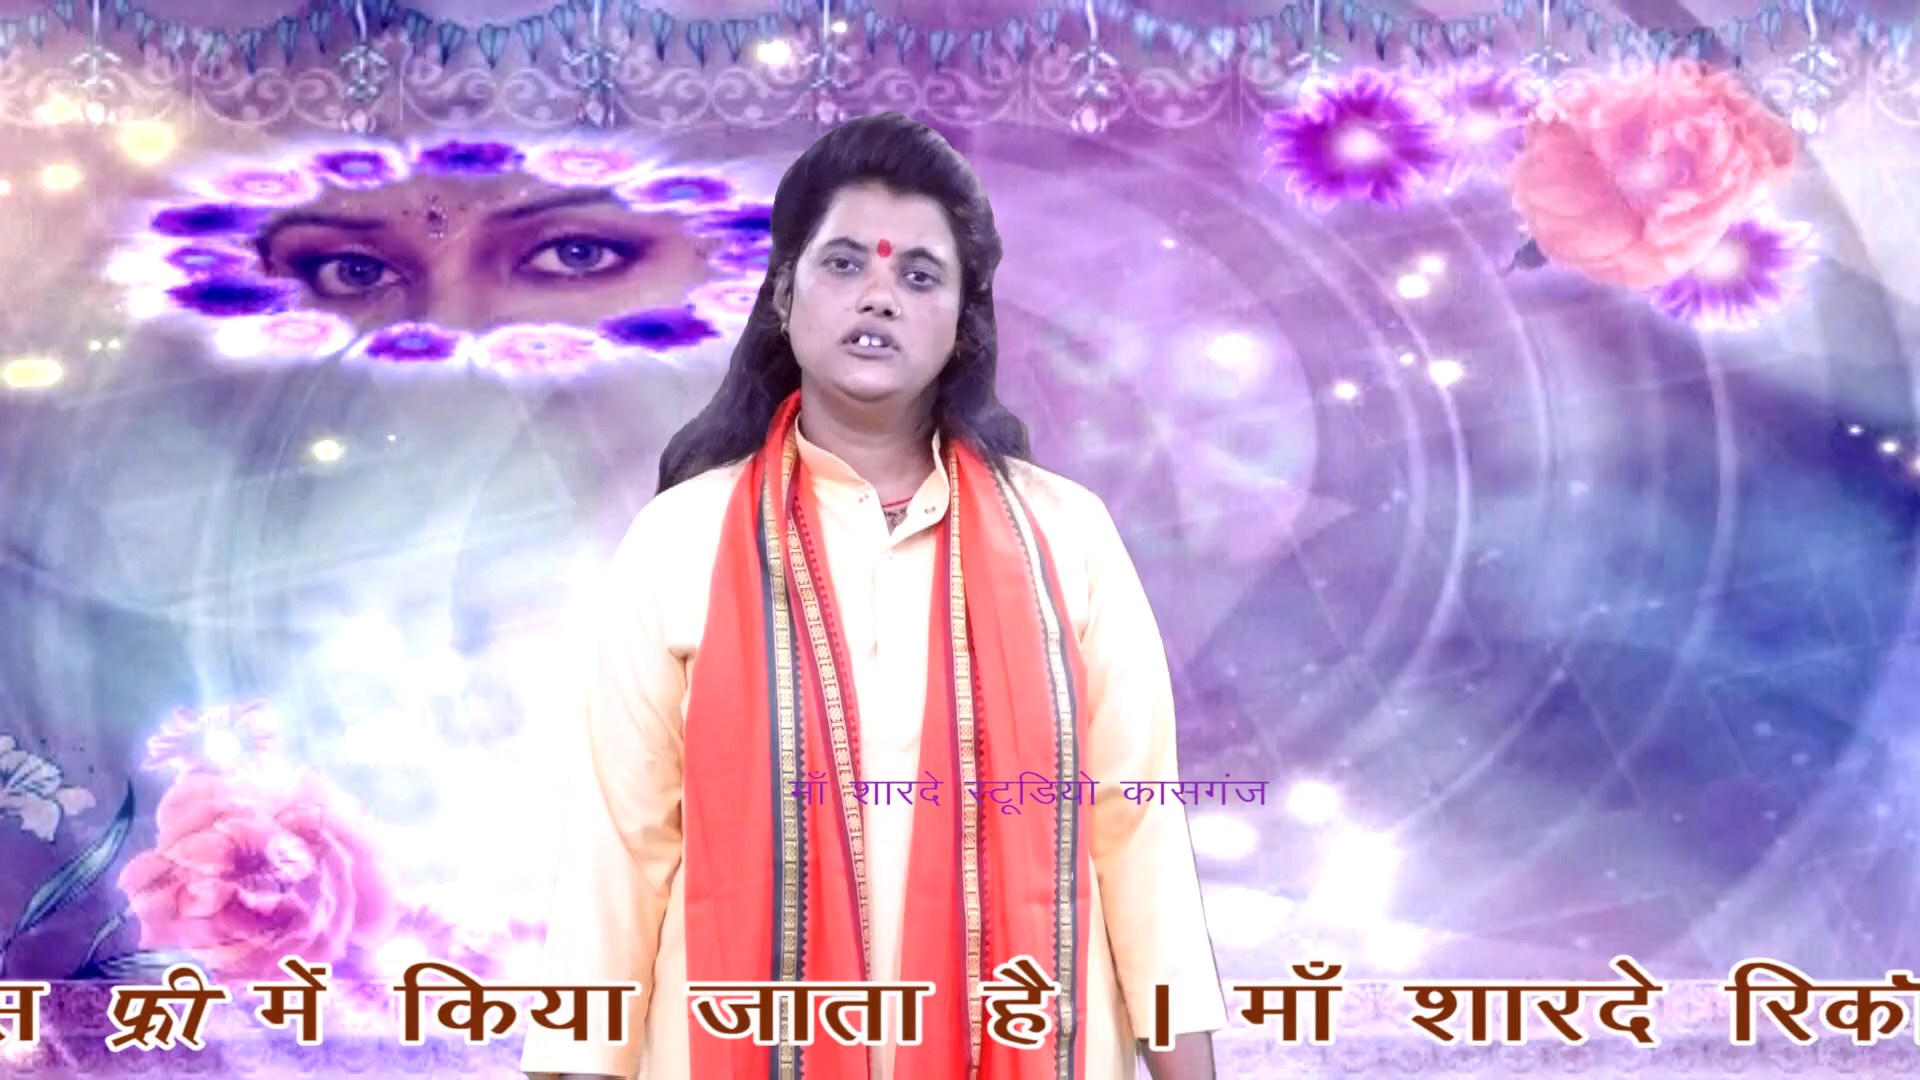 माँ शारदे स्टूडियो कासगंज
फ्री में किया जाता है । माँ शारदे